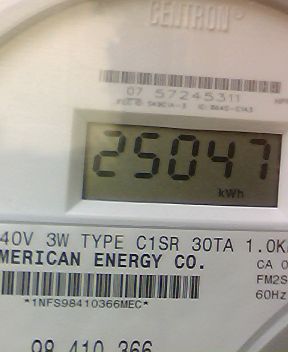 CENTRON®
07 57245311
25047
kWh
40V 3W TYPE C1SR 30TA 1.0K
MERICAN ENERGY CO. CA 0
FM2S
*1NFS98410366MEC* 60Hz
98 410 366